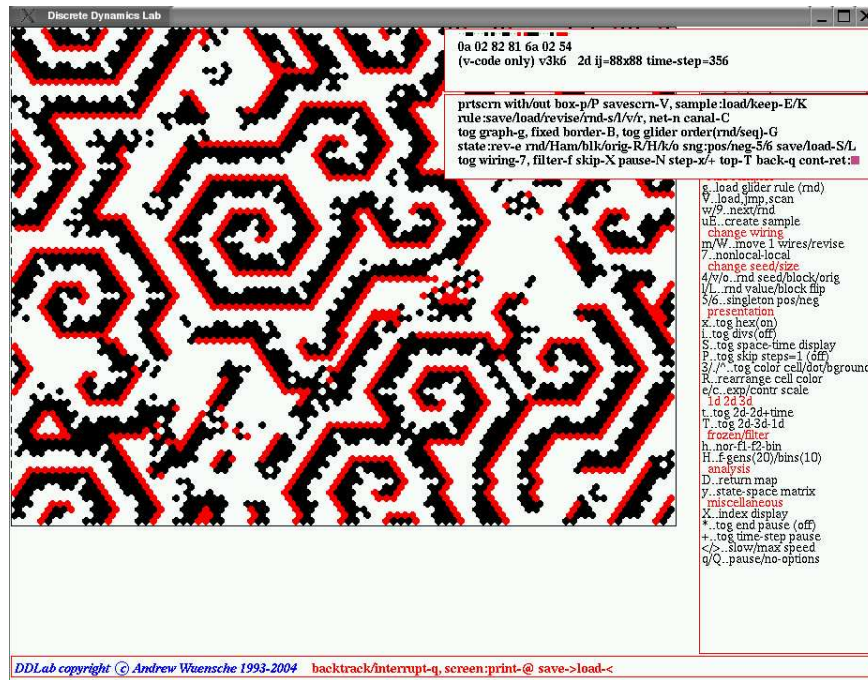 Discrete Dynamics Lab
0a 02 82 81 6a 02 54
(v-code only) v3k6 2d ij=88x88 time-step=356
prtscrn with/out box-p/P savescrn-V, sample:load/keep-E/K
rule:save/load/revise/rnd-s/l/v/r, net-n canal-C
tog graph-g, fixed border-B, tog glider order(rnd/seq)-G
state:rev-e rnd/Ham/blk/orig-R/H/k/o sng:pos/neg-5/6 save/load-S/L
tog wiring-7, filter-f skip-X pause-N step-x/+ top-T back-q cont-ret:
g..load glider rule (rnd)
V..load,jmp,scan
w/9..next/rnd
uE..create sample
change wiring
m/W..move 1 wires/revise
7..nonlocal-local
change seed/size
4/v/o..rnd seed/block/orig
l/L..rnd value/block flip
5/6..singleton pos/neg
presentation
x..tog hex(on)
i..tog divs(off)
S..tog space-time display
P..tog skip steps=1 (off)
3/./^..tog color cell/dot/bground
R..rearrange cell color
e/c..exp/contr scale
1d 2d 3d
t..tog 2d-2d+time
T..tog 2d-3d-1d
frozen/filter
h..nor-f1-f2-bin
H..f-gens(20)/bins(10)
analysis
D..return map
y..state-space matrix
miscellaneous
X..index display
*..tog end pause (off)
+..tog time-step pause
</>..slow/max speed
q/Q..pause/no-options
DDLab copyright (c) Andrew Wuensche 1993-2004 backtrack/interrupt-q, screen:print-@ save->load-<